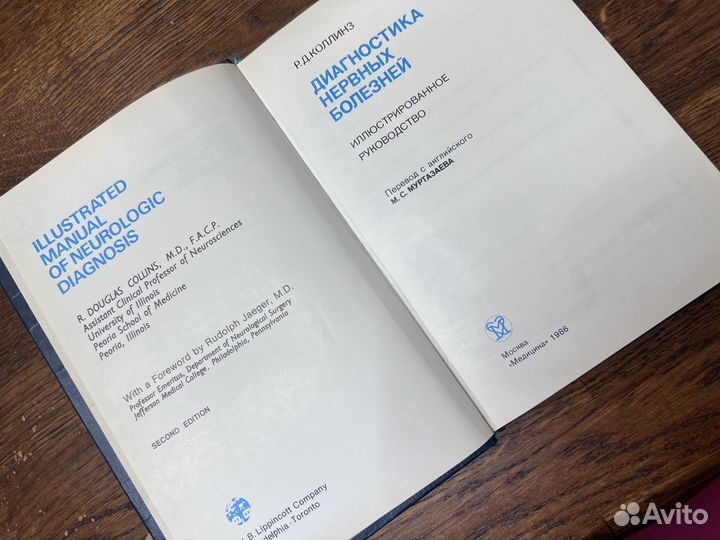 ILLUSTRATED
MANUAL
OF NEUROLOGIC
DIAGNOSIS
R. DOUGLAS COLLINS, M.D., F.A.C.P.
Assistant Clinical Professor of Neurosciences
University of Illinois
Peoria School of Medicine
Peoria, Illinois
With a Foreword by Rudolph Jaeger, M.D.
Professor Emeritus, Department of Neurological Surgery
Jefferson Medical College, Philadelphia, Pennsylvania
SECOND EDITION
B. Lippincott Company
delphia · Toronto
Р.Д.КОЛЛИНЗ
ДИАГНОСТИКА
НЕРВНЫХ
БОЛЕЗНЕЙ
ИЛЛЮСТРИРОВАННОЕ
РУКОВОДСТВО
Перевод с английского
М. С. МУРТАЗАЕВА
Москва
«Медицина» 1986
Avito